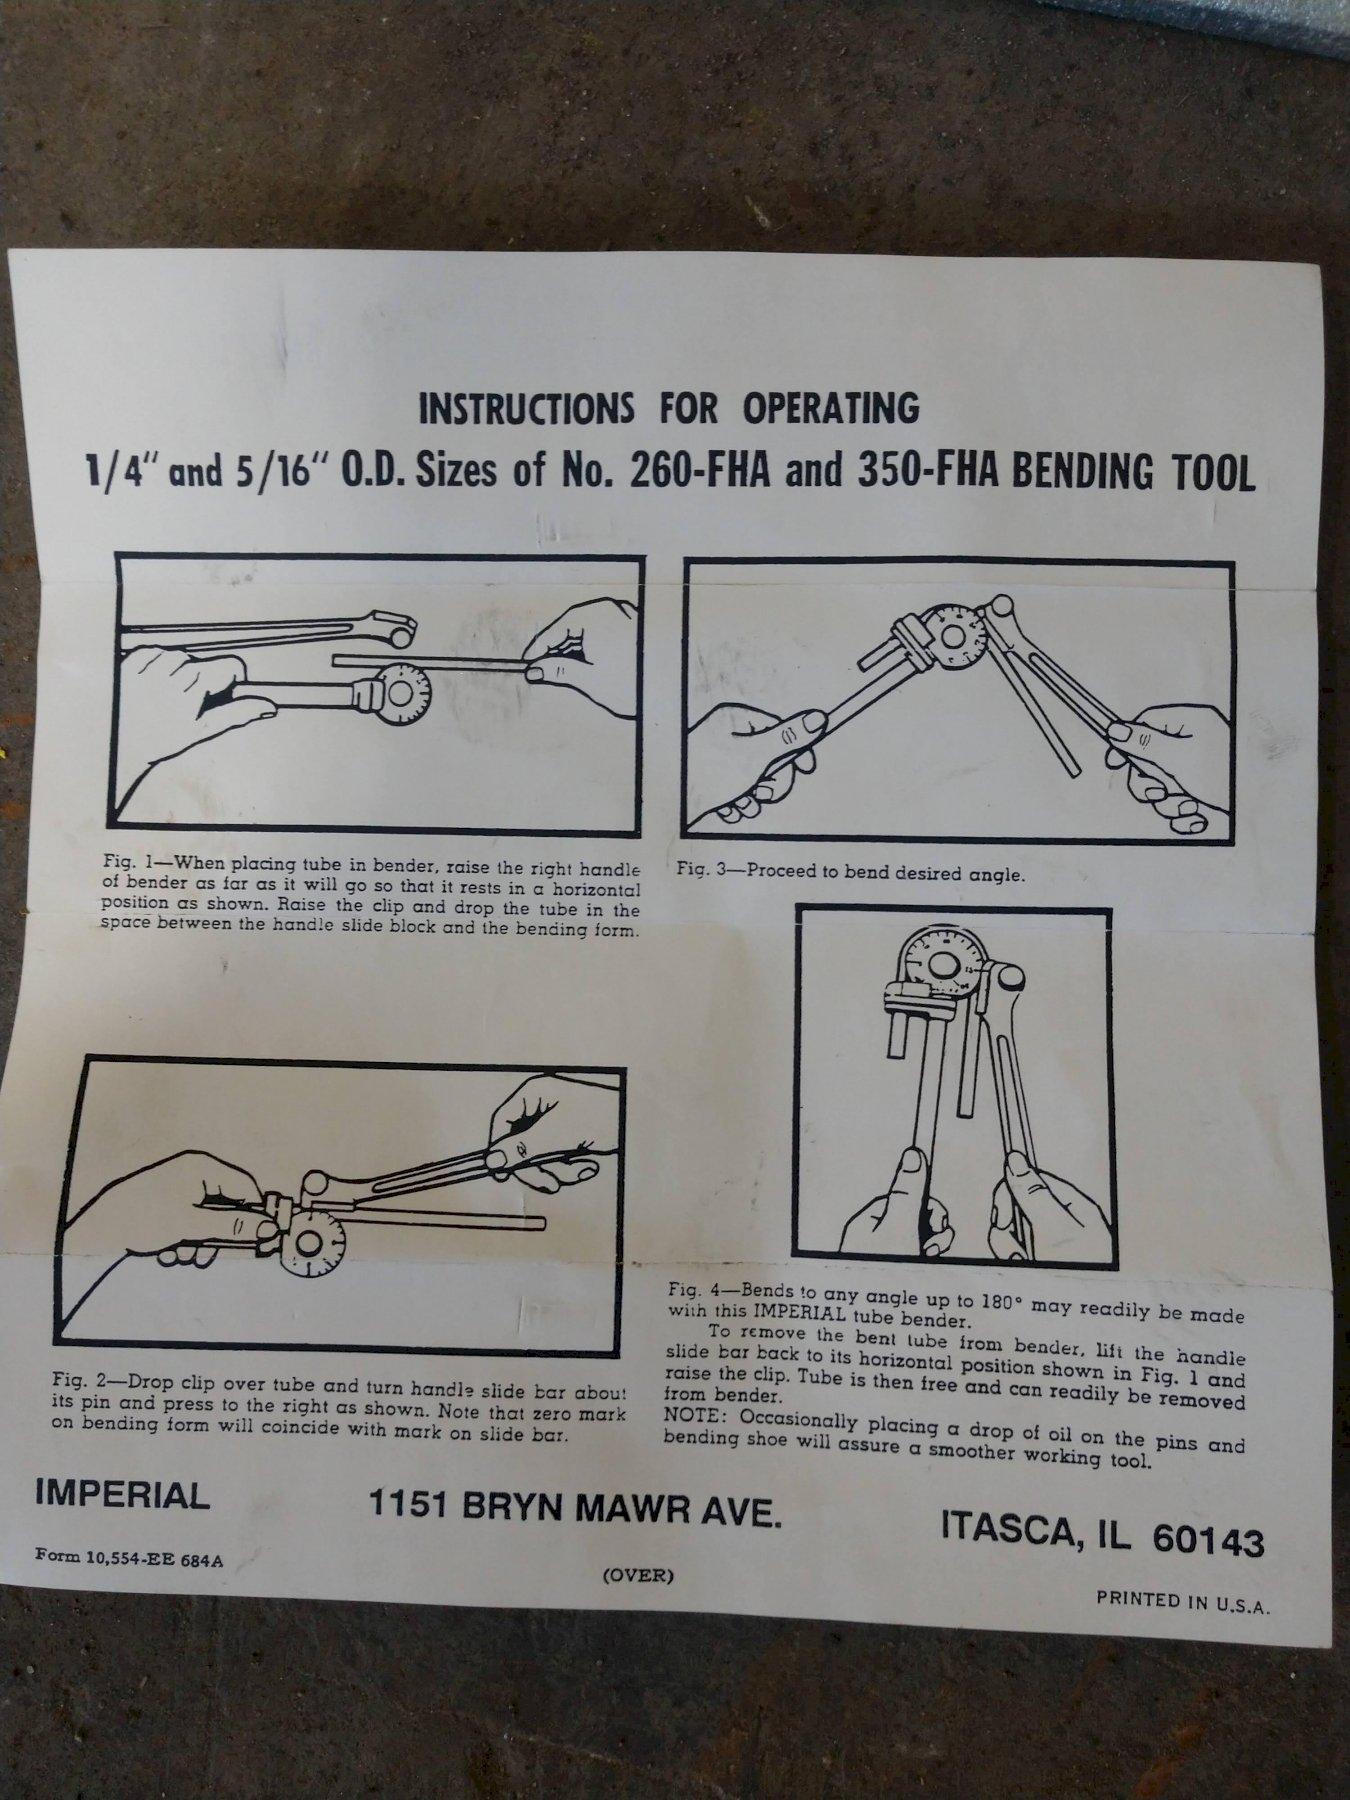 INSTRUCTIONS FOR OPERATING
1/4" and 5/16" O.D. Sizes of No. 260-FHA and 350-FHA BENDING TOOL
Fig. 1—When placing tube in bender, raise the right handle
of bender as far as it will go so that it rests in a horizontal
position as shown. Raise the clip and drop the tube in the
space between the handle slide block and the bending form.
Fig. 2—Drop clip over tube and turn handle slide bar about
its pin and press to the right as shown. Note that zero mark
on bending form will coincide with mark on slide bar.
Fig. 3—Proceed to bend desired angle.
Fig. 4—Bends to any angle up to 180° may readily be made
with this IMPERIAL tube bender.
To remove the bent tube from bender, lift the handle
slide bar back to its horizontal position shown in Fig. 1 and
raise the clip. Tube is then free and can readily be removed
from bender.
NOTE: Occasionally placing a drop of oil on the pins and
bending shoe will assure a smoother working tool.
IMPERIAL 1151 BRYN MAWR AVE. ITASCA, IL 60143
Form 10,554-EE 684A
(OVER)
PRINTED IN U.S.A.